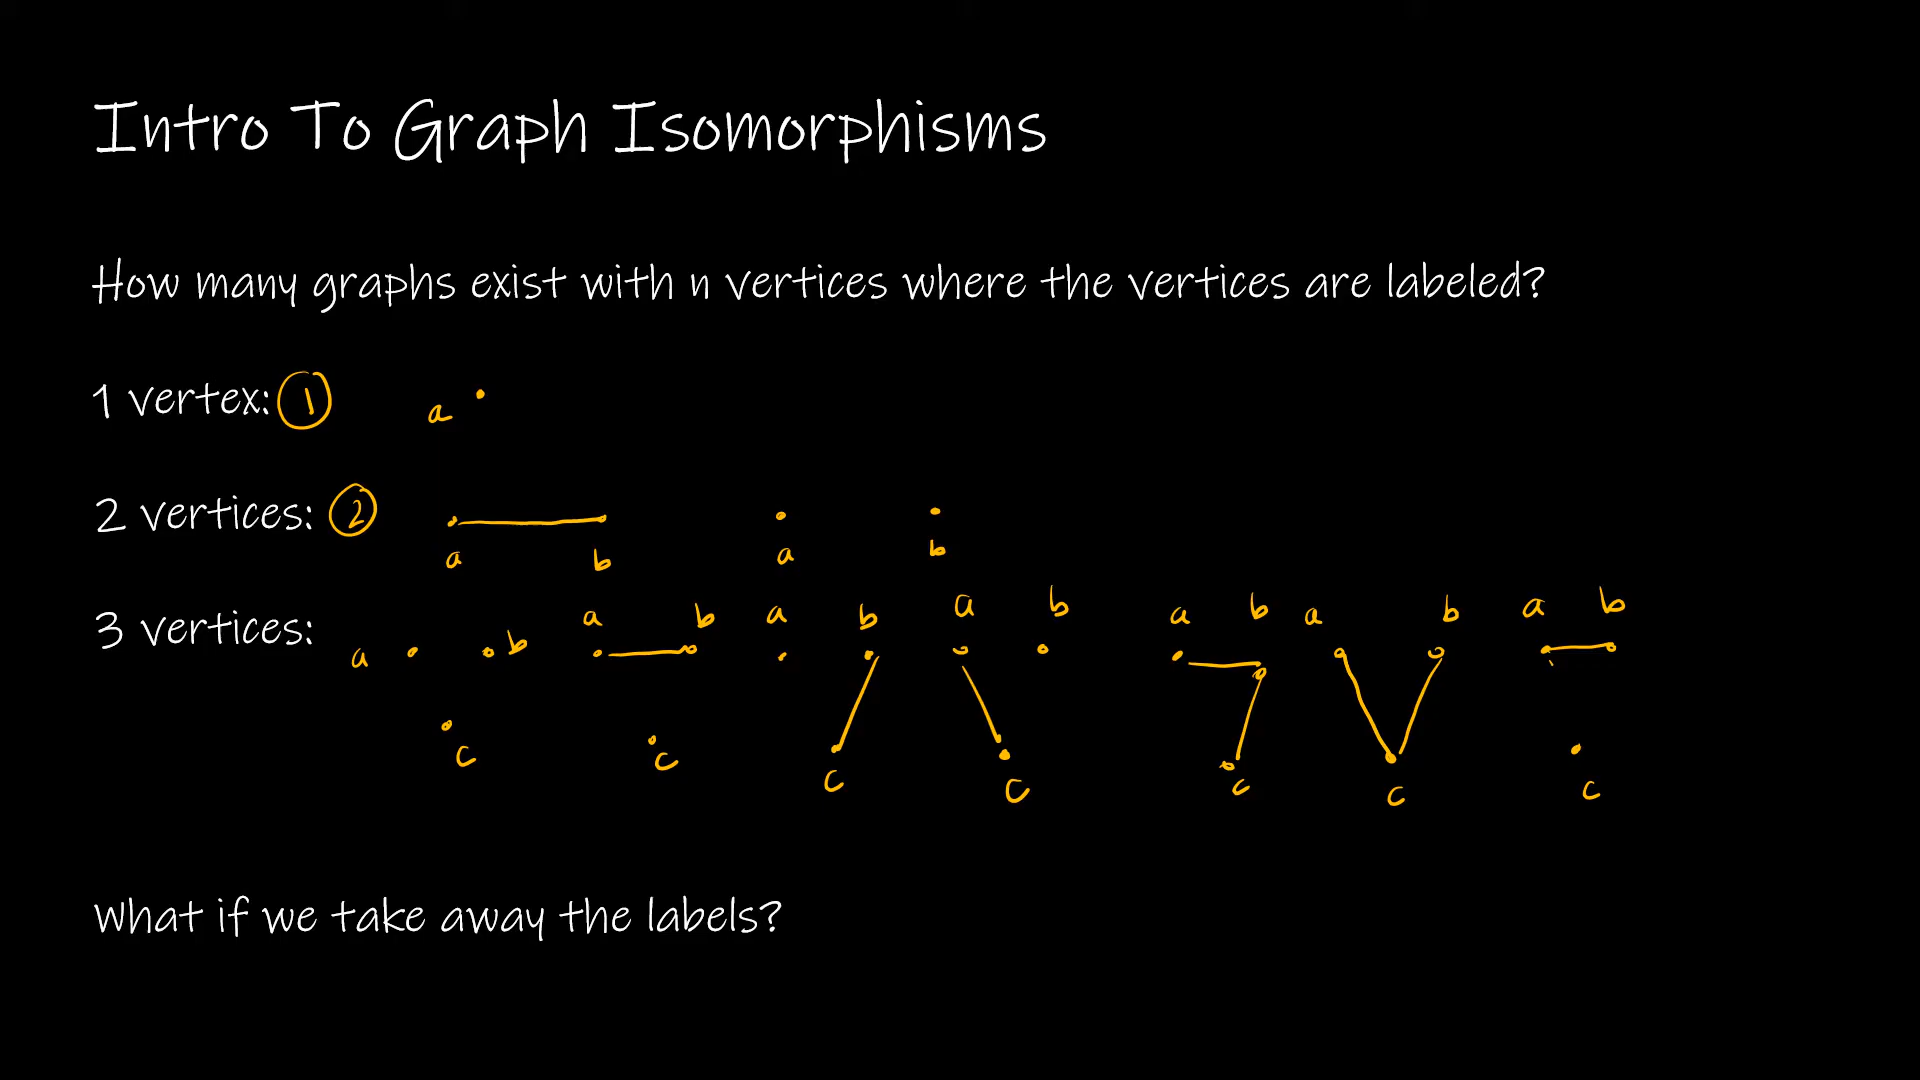 Intro To Graph Isomorphisms
How many graphs exist with n vertices where the vertices are labeled?
1 vertex: 1 a
2 vertices: 2
a b a b
3 vertices:
a b a b a b a b a b a b
a b
c c c c c c c
What if we take away the labels?